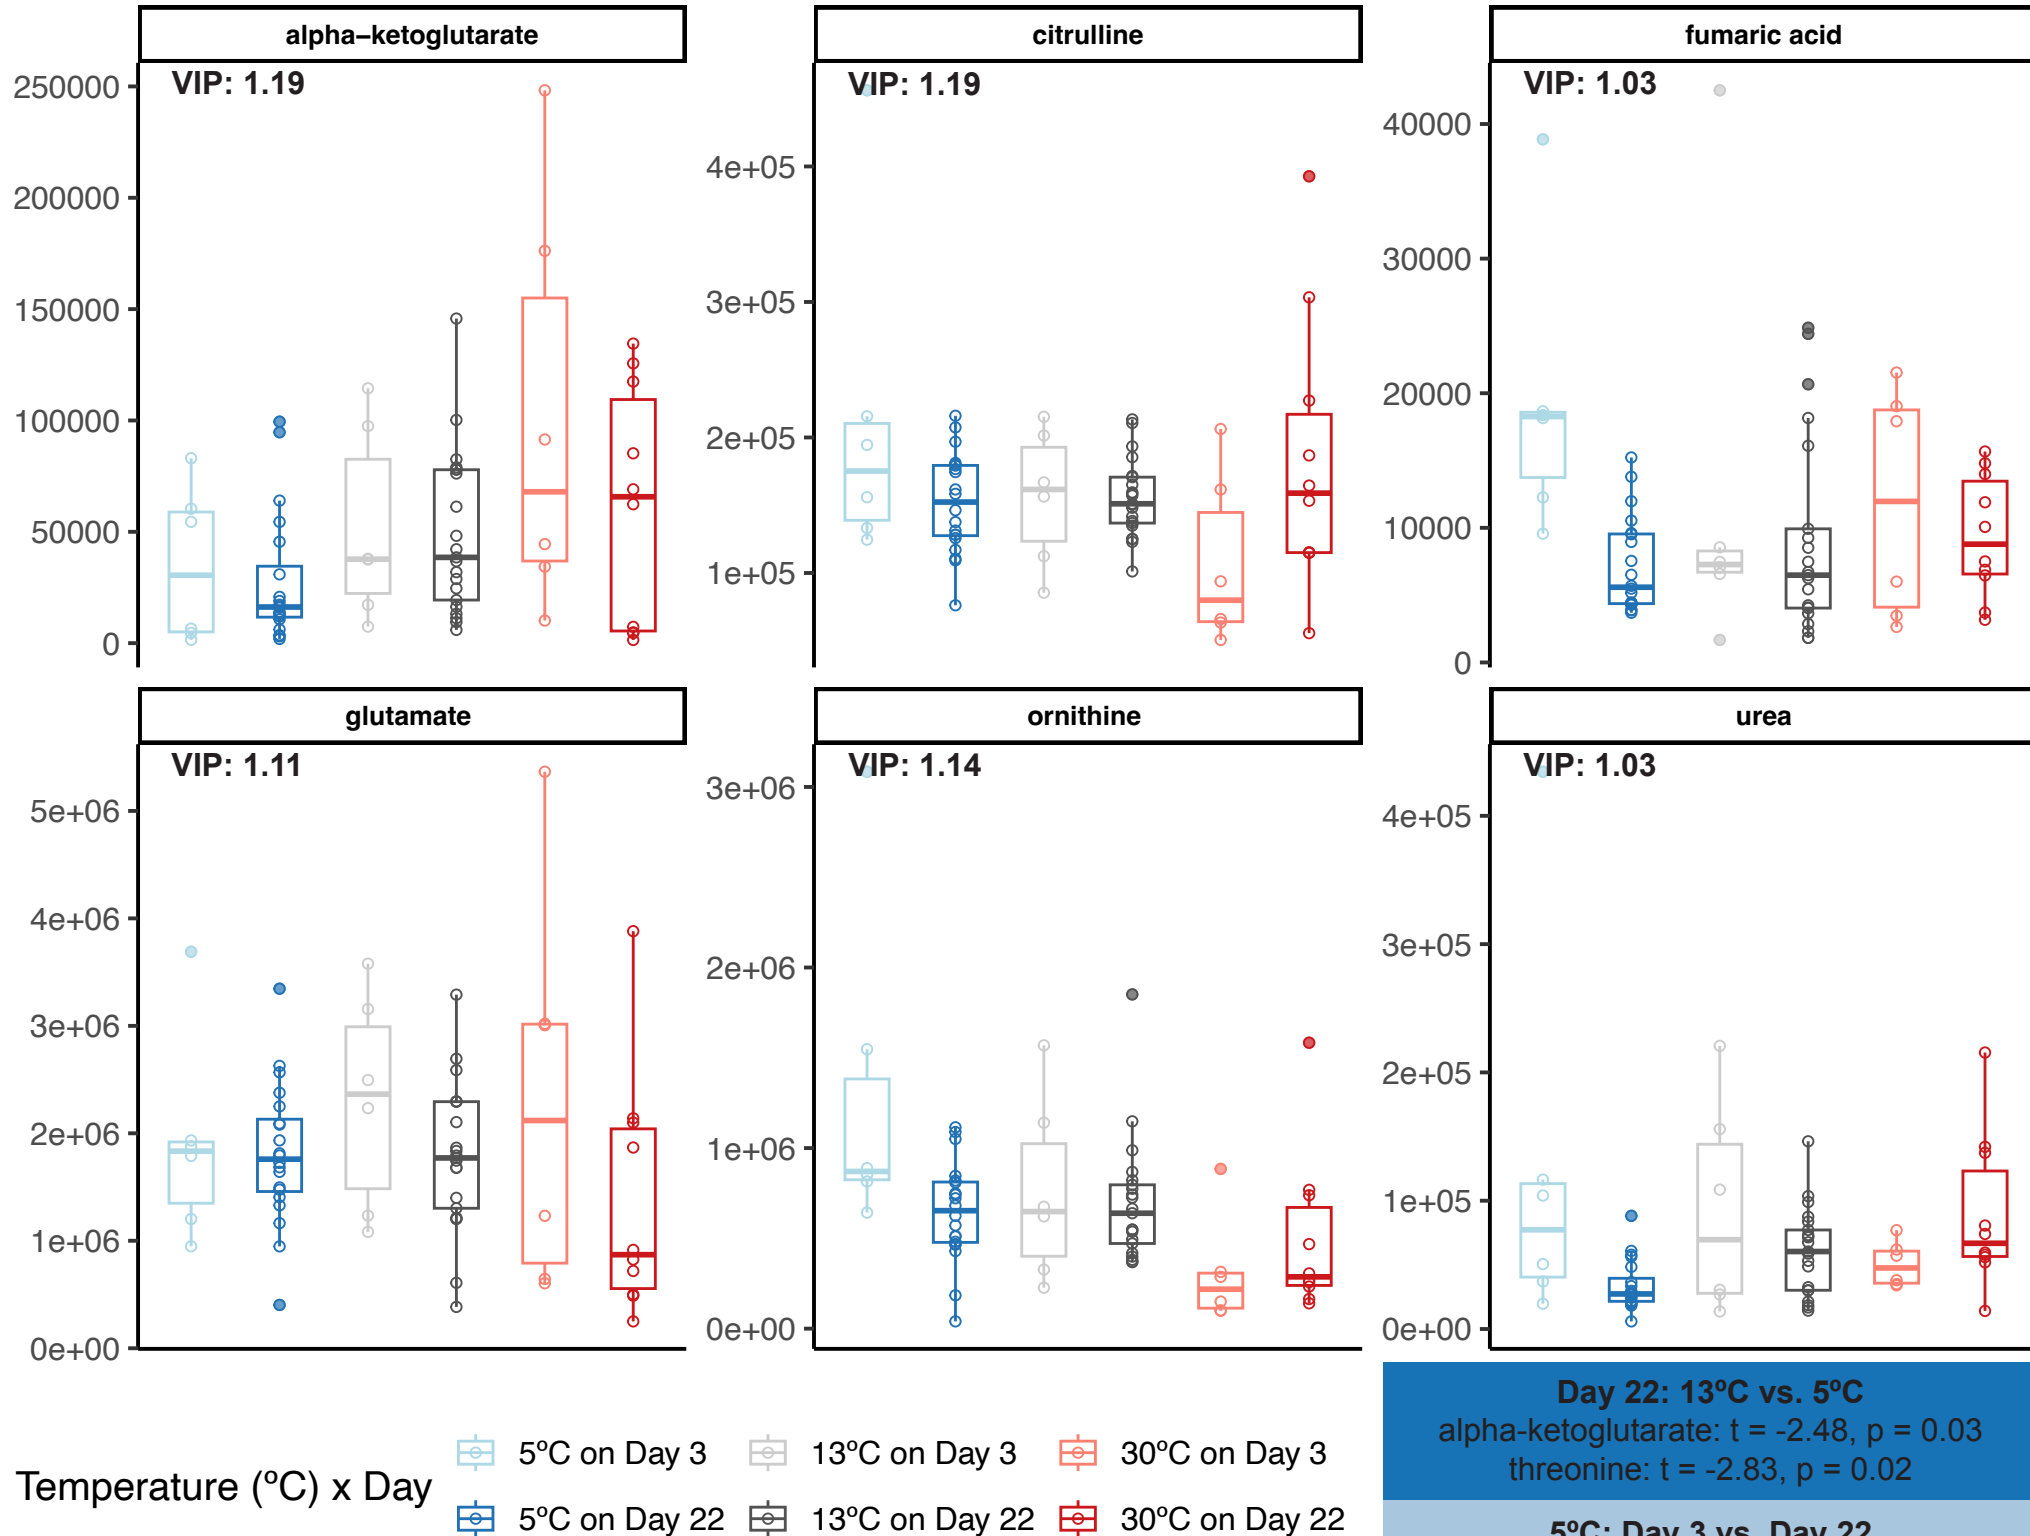 alpha−ketoglutarate
VIP: 1.19
250000
200000
150000
100000
50000
0
citrulline
VIP: 1.19
4e+05
3e+05
2e+05
1e+05
fumaric acid
VIP: 1.03
40000
30000
20000
10000
0
glutamate
VIP: 1.11
5e+06
4e+06
3e+06
2e+06
1e+06
0e+00
ornithine
VIP: 1.14
3e+06
2e+06
1e+06
0e+00
urea
VIP: 1.03
4e+05
3e+05
2e+05
1e+05
0e+00
Temperature (ºC) x Day
5ºC on Day 3
13ºC on Day 3
30ºC on Day 3
5ºC on Day 22
13ºC on Day 22
30ºC on Day 22
Day 22: 13ºC vs. 5ºC
alpha-ketoglutarate: t = -2.48, p = 0.03
threonine: t = -2.83, p = 0.02
5ºC: Day 3 vs. Day 22